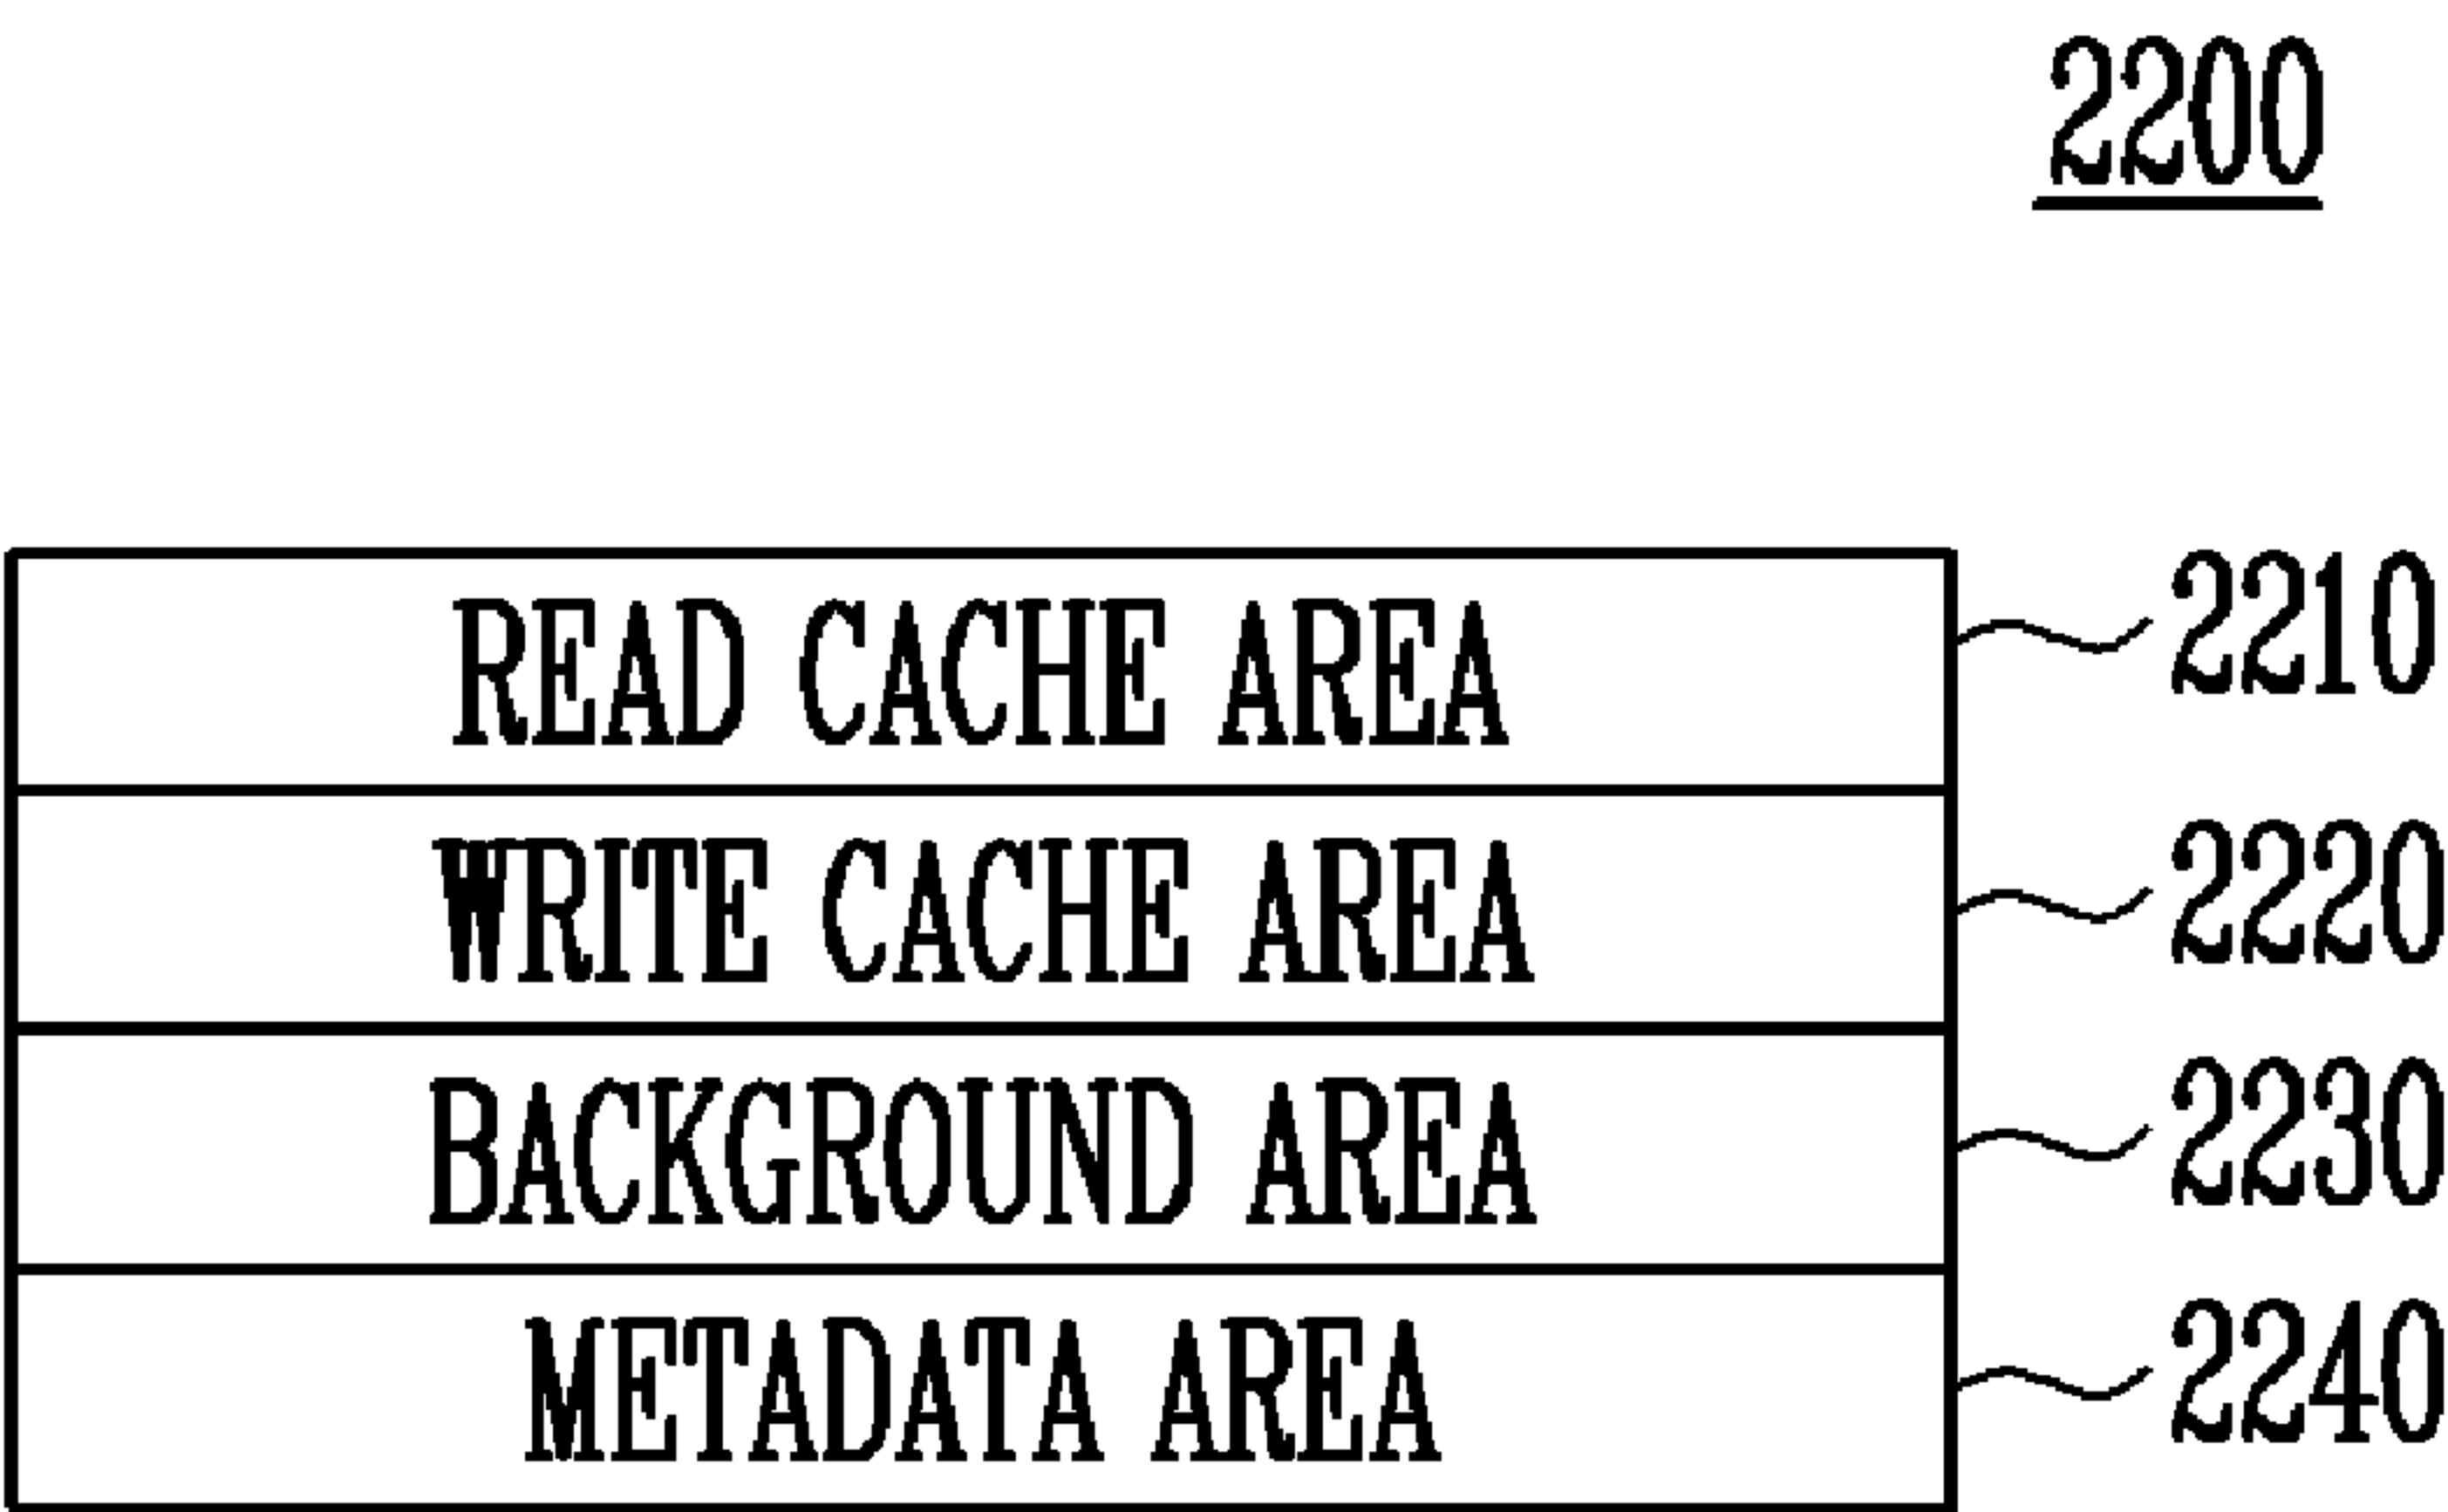 2200
READ CACHE AREA 2210
WRITE CACHE AREA 2220
BACKGROUND AREA 2230
METADATA AREA 2240